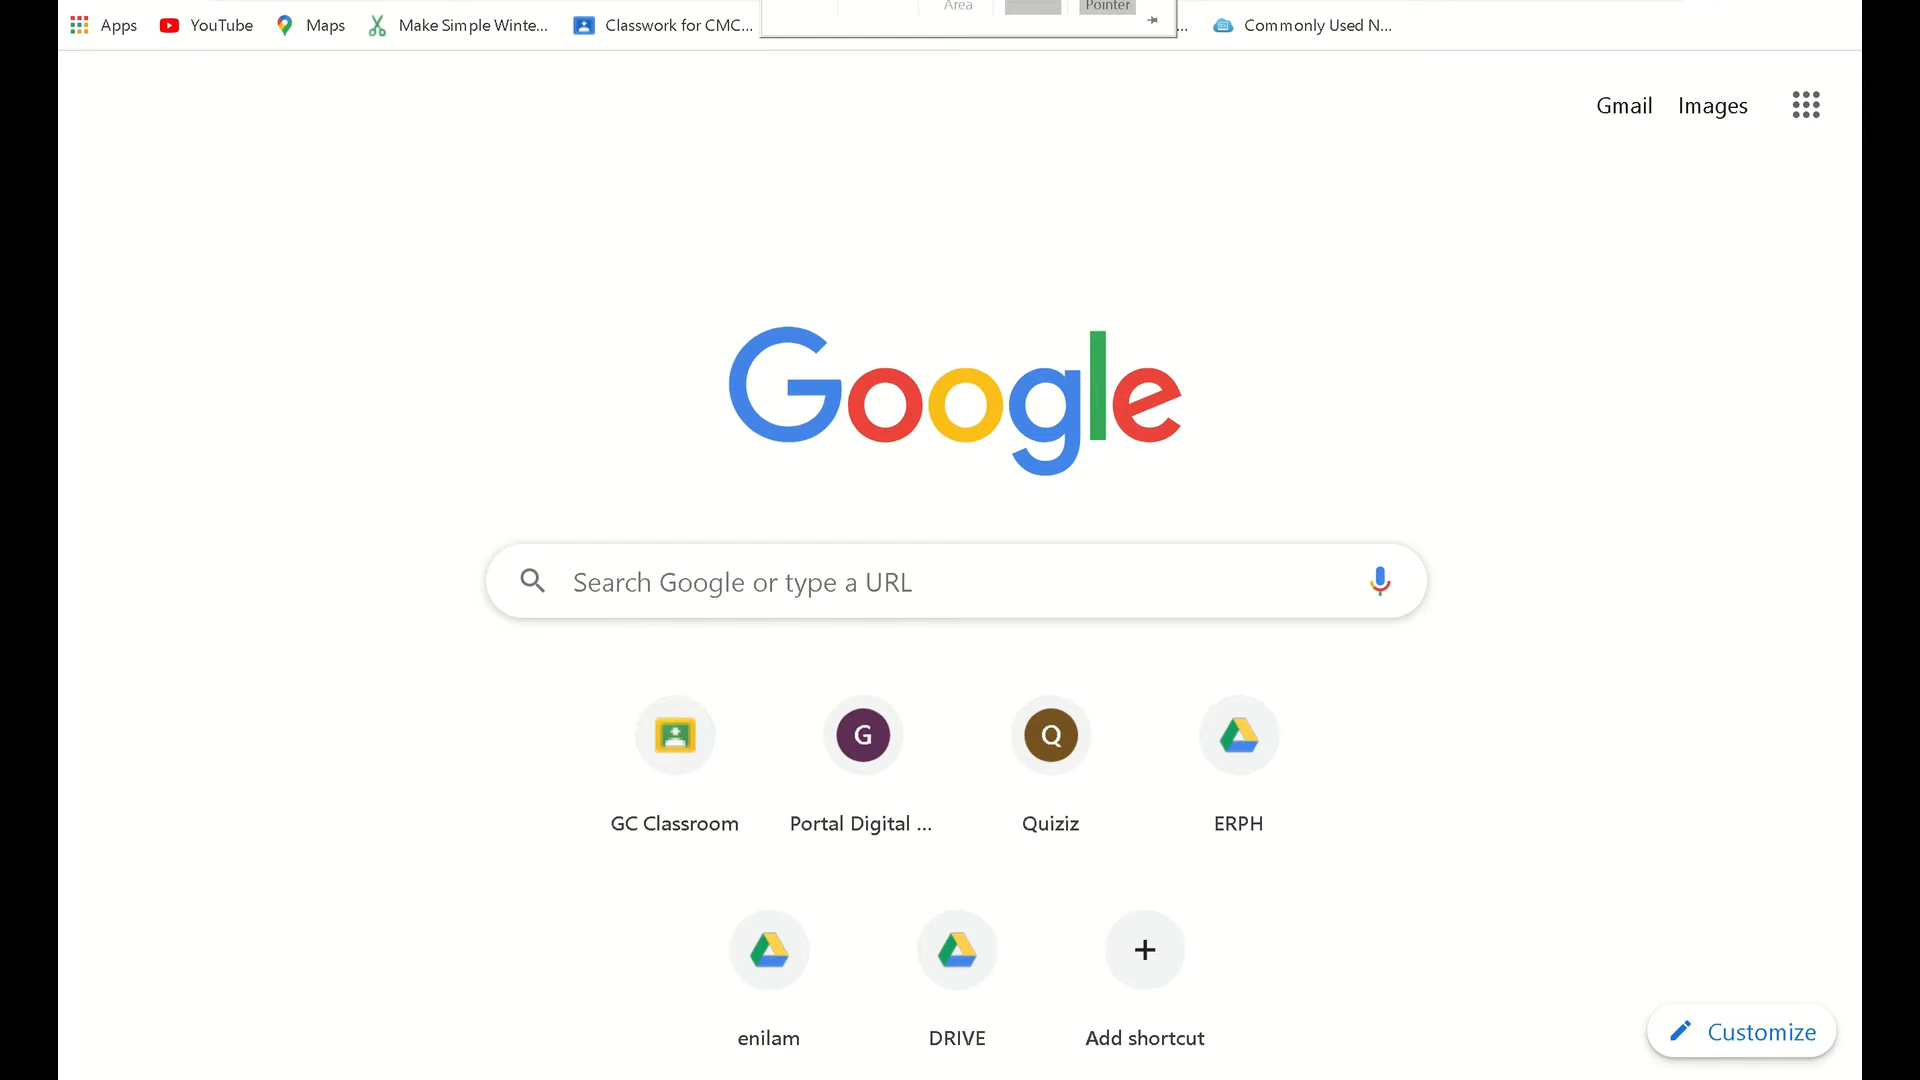 Area
Pointer
Apps
YouTube
Maps
Make Simple Winte...
Classwork for CMC...
...
Commonly Used N...
Gmail
Images
Google
Search Google or type a URL
G
Q
GC Classroom
Portal Digital ...
Quiziz
ERPH
enilam
DRIVE
Add shortcut
Customize